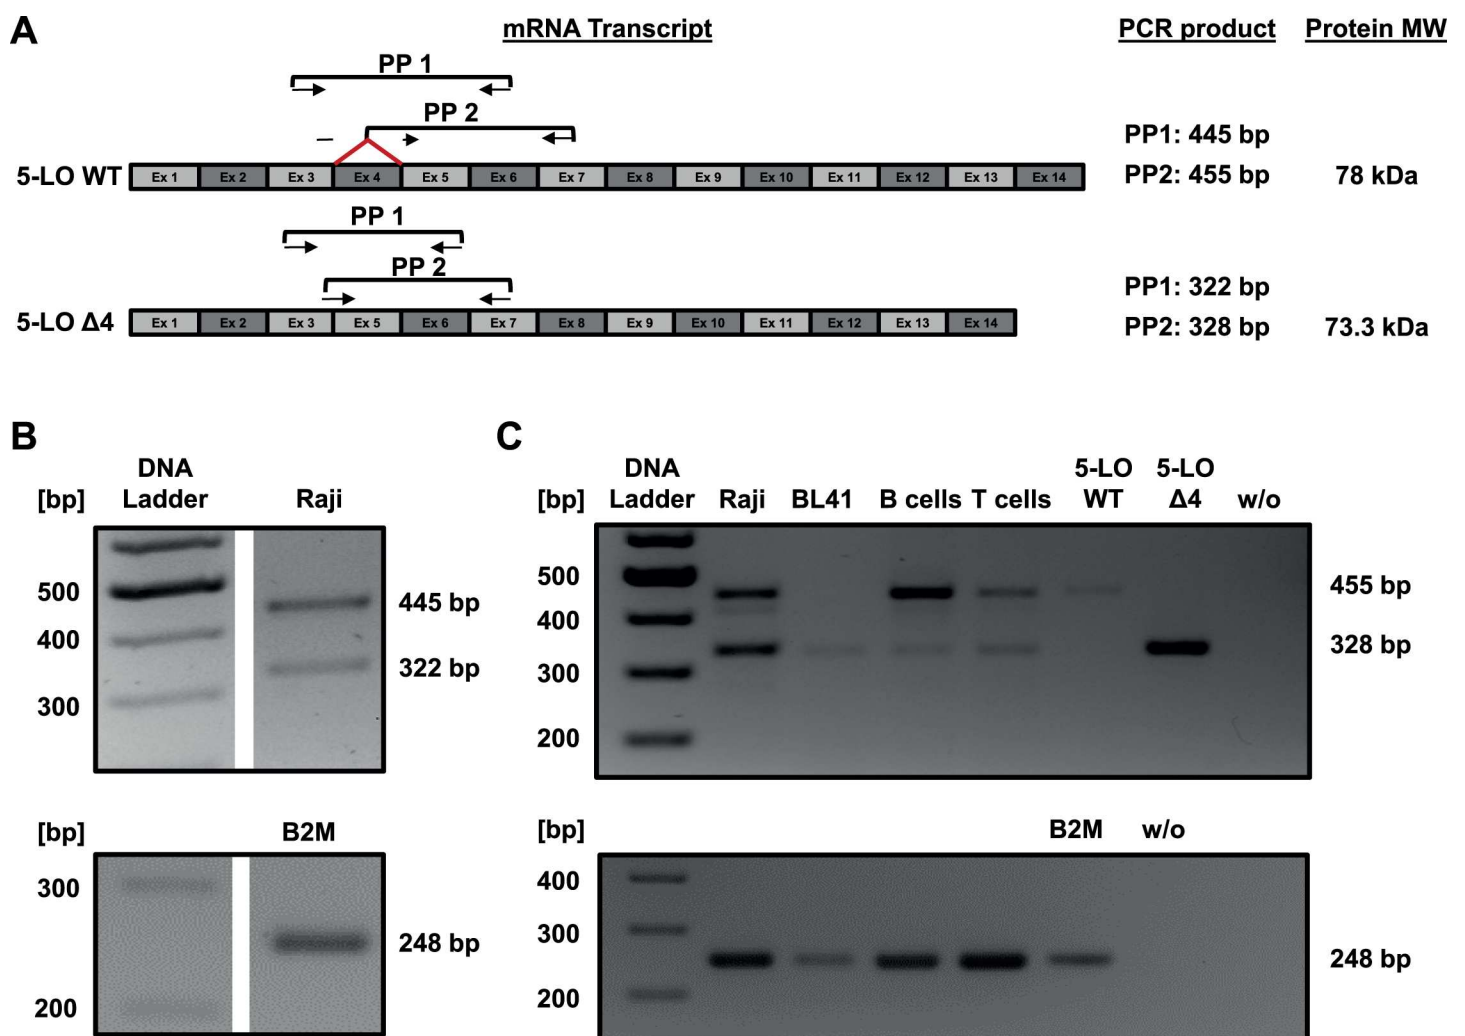 A
mRNA Transcript
PCR product
Protein MW
PP 1
PP 2
5-LO WT
Ex 1 Ex 2 Ex 3 Ex 4 Ex 5 Ex 6 Ex 7 Ex 8 Ex 9 Ex 10 Ex 11 Ex 12 Ex 13 Ex 14
PP1: 445 bp
PP2: 455 bp
78 kDa
PP 1
PP 2
5-LO Δ4
Ex 1 Ex 2 Ex 3 Ex 5 Ex 6 Ex 7 Ex 8 Ex 9 Ex 10 Ex 11 Ex 12 Ex 13 Ex 14
PP1: 322 bp
PP2: 328 bp
73.3 kDa
B
[bp]
DNA
Ladder
Raji
500
400
300
445 bp
322 bp
[bp]
B2M
300
200
248 bp
C
[bp]
DNA
Ladder
Raji
BL41
B cells
T cells
5-LO
WT
5-LO
Δ4
w/o
500
400
300
200
455 bp
328 bp
[bp]
B2M
w/o
400
300
200
248 bp